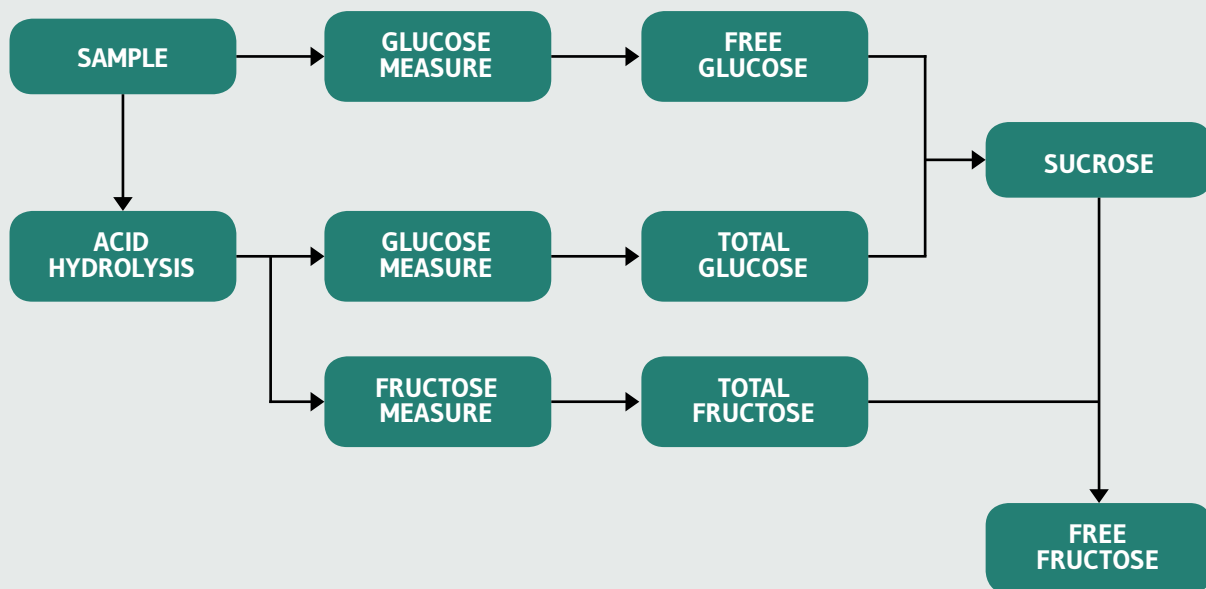 SAMPLE
GLUCOSE
MEASURE
FREE
GLUCOSE
SUCROSE
ACID
HYDROLYSIS
GLUCOSE
MEASURE
TOTAL
GLUCOSE
FRUCTOSE
MEASURE
TOTAL
FRUCTOSE
FREE
FRUCTOSE